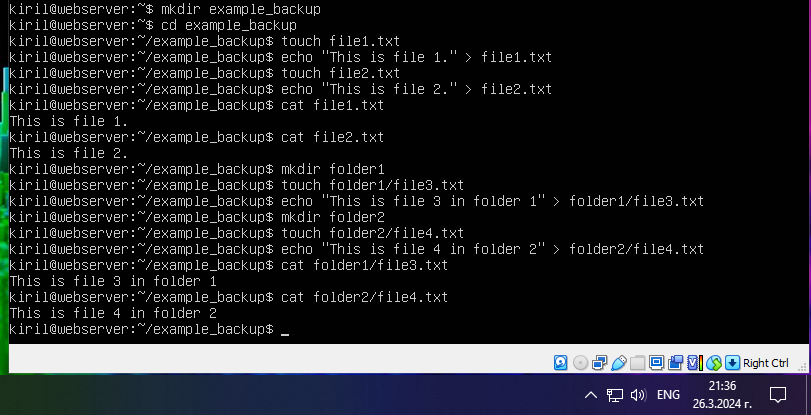 kiril@webserver:~$ mkdir example_backup
kiril@webserver:~$ cd example_backup
kiril@webserver:~/example_backup$ touch file1.txt
kiril@webserver:~/example_backup$ echo "This is file 1." > file1.txt
kiril@webserver:~/example_backup$ touch file2.txt
kiril@webserver:~/example_backup$ echo "This is file 2." > file2.txt
kiril@webserver:~/example_backup$ cat file1.txt
This is file 1.
kiril@webserver:~/example_backup$ cat file2.txt
This is file 2.
kiril@webserver:~/example_backup$ mkdir folder1
kiril@webserver:~/example_backup$ touch folder1/file3.txt
kiril@webserver:~/example_backup$ echo "This is file 3 in folder 1" > folder1/file3.txt
kiril@webserver:~/example_backup$ mkdir folder2
kiril@webserver:~/example_backup$ touch folder2/file4.txt
kiril@webserver:~/example_backup$ echo "This is file 4 in folder 2" > folder2/file4.txt
kiril@webserver:~/example_backup$ cat folder1/file3.txt
This is file 3 in folder 1
kiril@webserver:~/example_backup$ cat folder2/file4.txt
This is file 4 in folder 2
kiril@webserver:~/example_backup$ _
Right Ctrl
ENG
21:36
26.3.2024 г.